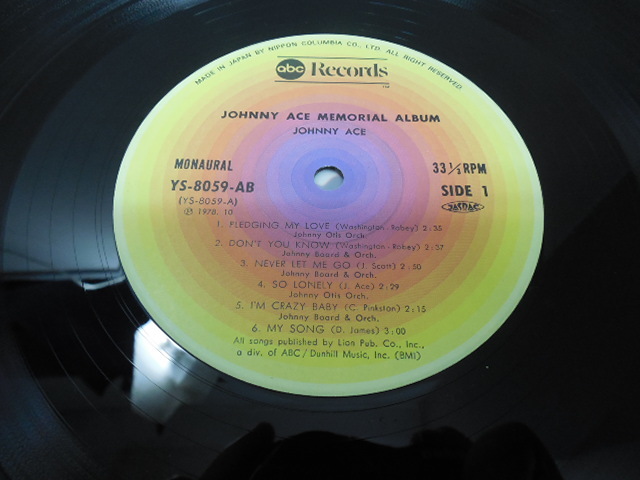 MADE IN JAPAN BY NIPPON COLUMBIA CO., LTD. ALL RIGHT RESERVED
abc Records TM
JOHNNY ACE MEMORIAL ALBUM
JOHNNY ACE
MONAURAL
33 1/3 RPM
YS-8059-AB
SIDE 1
(YS-8059-A)
JASRAC
Ⓟ 1978. 10
1. PLEDGING MY LOVE (Washington-Robey) 2:35
Johnny Otis Orch.
2. DON'T YOU KNOW (Washington-Robey) 2:37
Johnny Board & Orch.
3. NEVER LET ME GO (J. Scott) 2:50
Johnny Board & Orch.
4. SO LONELY (J. Ace) 2:29
Johnny Otis Orch.
5. I'M CRAZY BABY (C. Pinkston) 2:15
Johnny Board & Orch.
6. MY SONG (D. James) 3:00
All songs published by Lion Pub. Co., Inc.,
a div. of ABC/Dunhill Music, Inc. (BMI)